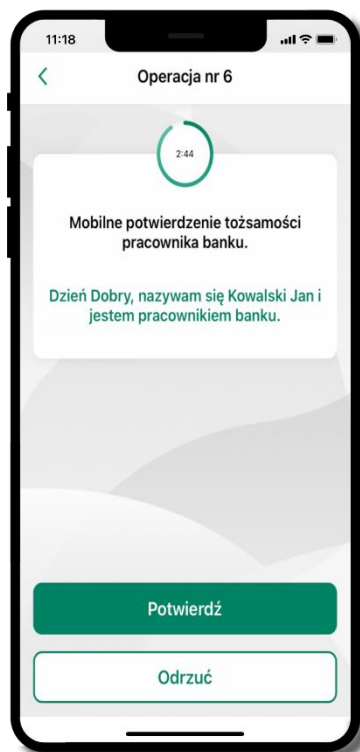 11:18
Operacja nr 6
2:44
Mobilne potwierdzenie tożsamości
pracownika banku.
Dzień Dobry, nazywam się Kowalski Jan i
jestem pracownikiem banku.
Potwierdź
Odrzuć